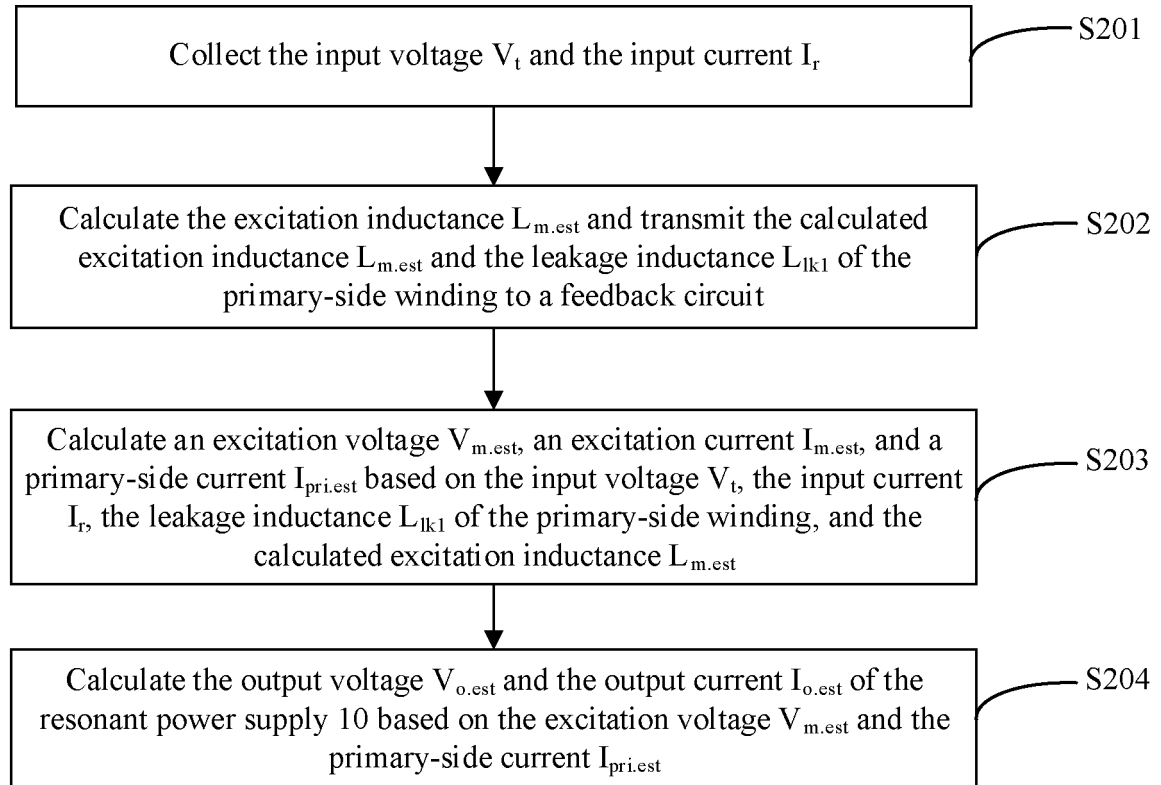 Collect the input voltage Vt and the input current Ir
S201
Calculate the excitation inductance Lm.est and transmit the calculated
excitation inductance Lm.est and the leakage inductance Llk1 of the
primary-side winding to a feedback circuit
S202
Calculate an excitation voltage Vm.est, an excitation current Im.est, and a
primary-side current Ipri.est based on the input voltage Vt, the input current
Ir, the leakage inductance Llk1 of the primary-side winding, and the
calculated excitation inductance Lm.est
S203
Calculate the output voltage Vo.est and the output current Io.est of the
resonant power supply 10 based on the excitation voltage Vm.est and the
primary-side current Ipri.est
S204